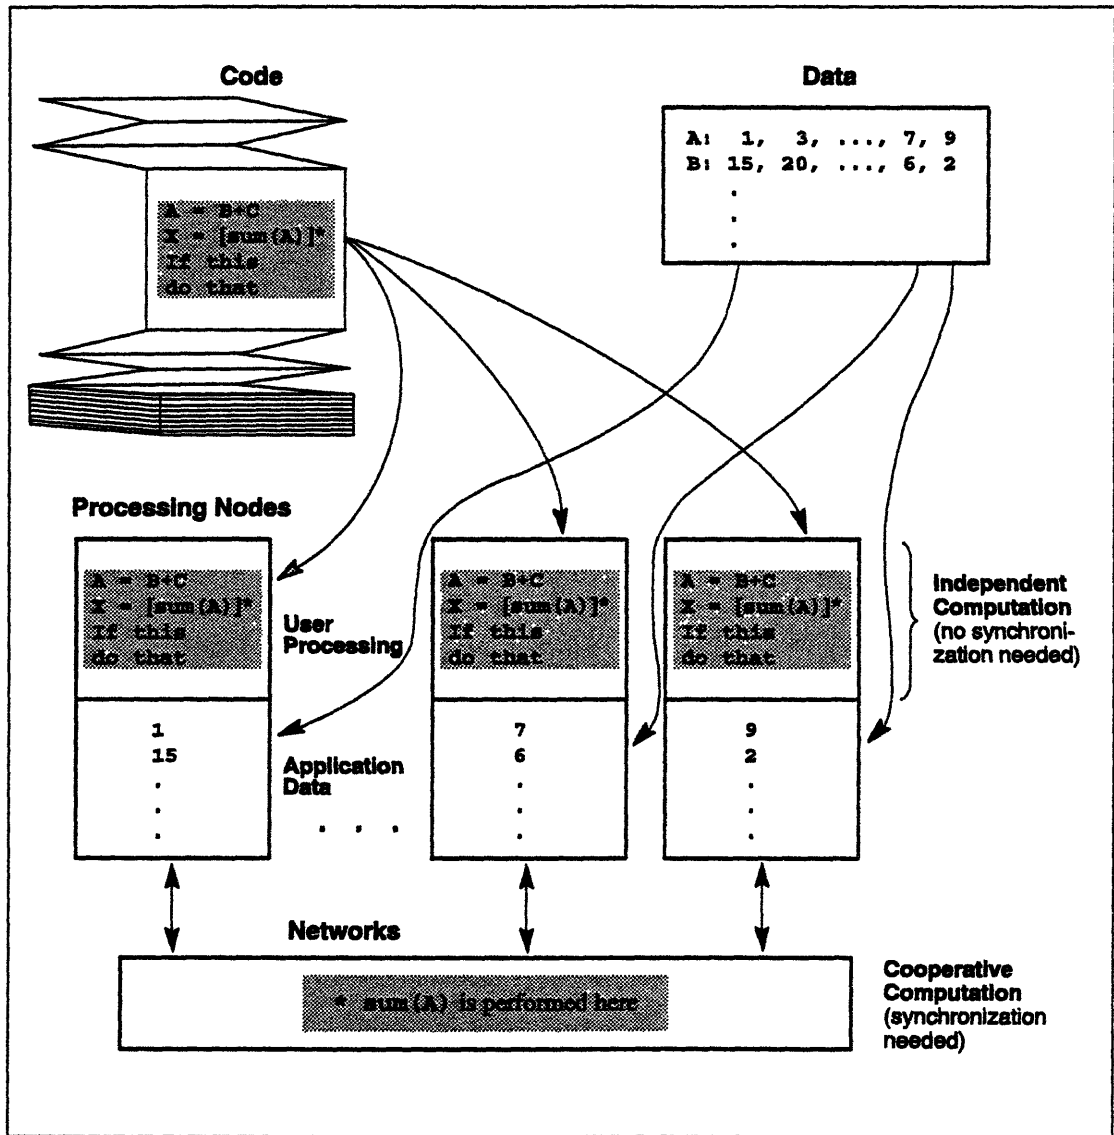 Code
Data
A: 1, 3, ..., 7, 9
B: 15, 20, ..., 6, 2
.
.
.
A = B+C
X = [sum(A)]*
If this
do that
Processing Nodes
A = B+C
X = [sum(A)]*
If this
do that
User
Processing
A = B+C
X = [sum(A)]*
If this
do that
A = B+C
X = [sum(A)]*
If this
do that
Independent
Computation
(no synchroni-
zation needed)
1
15
.
.
.
Application
Data
. . .
7
6
.
.
.
9
2
.
.
.
Networks
* sum(A) is performed here
Cooperative
Computation
(synchronization
needed)